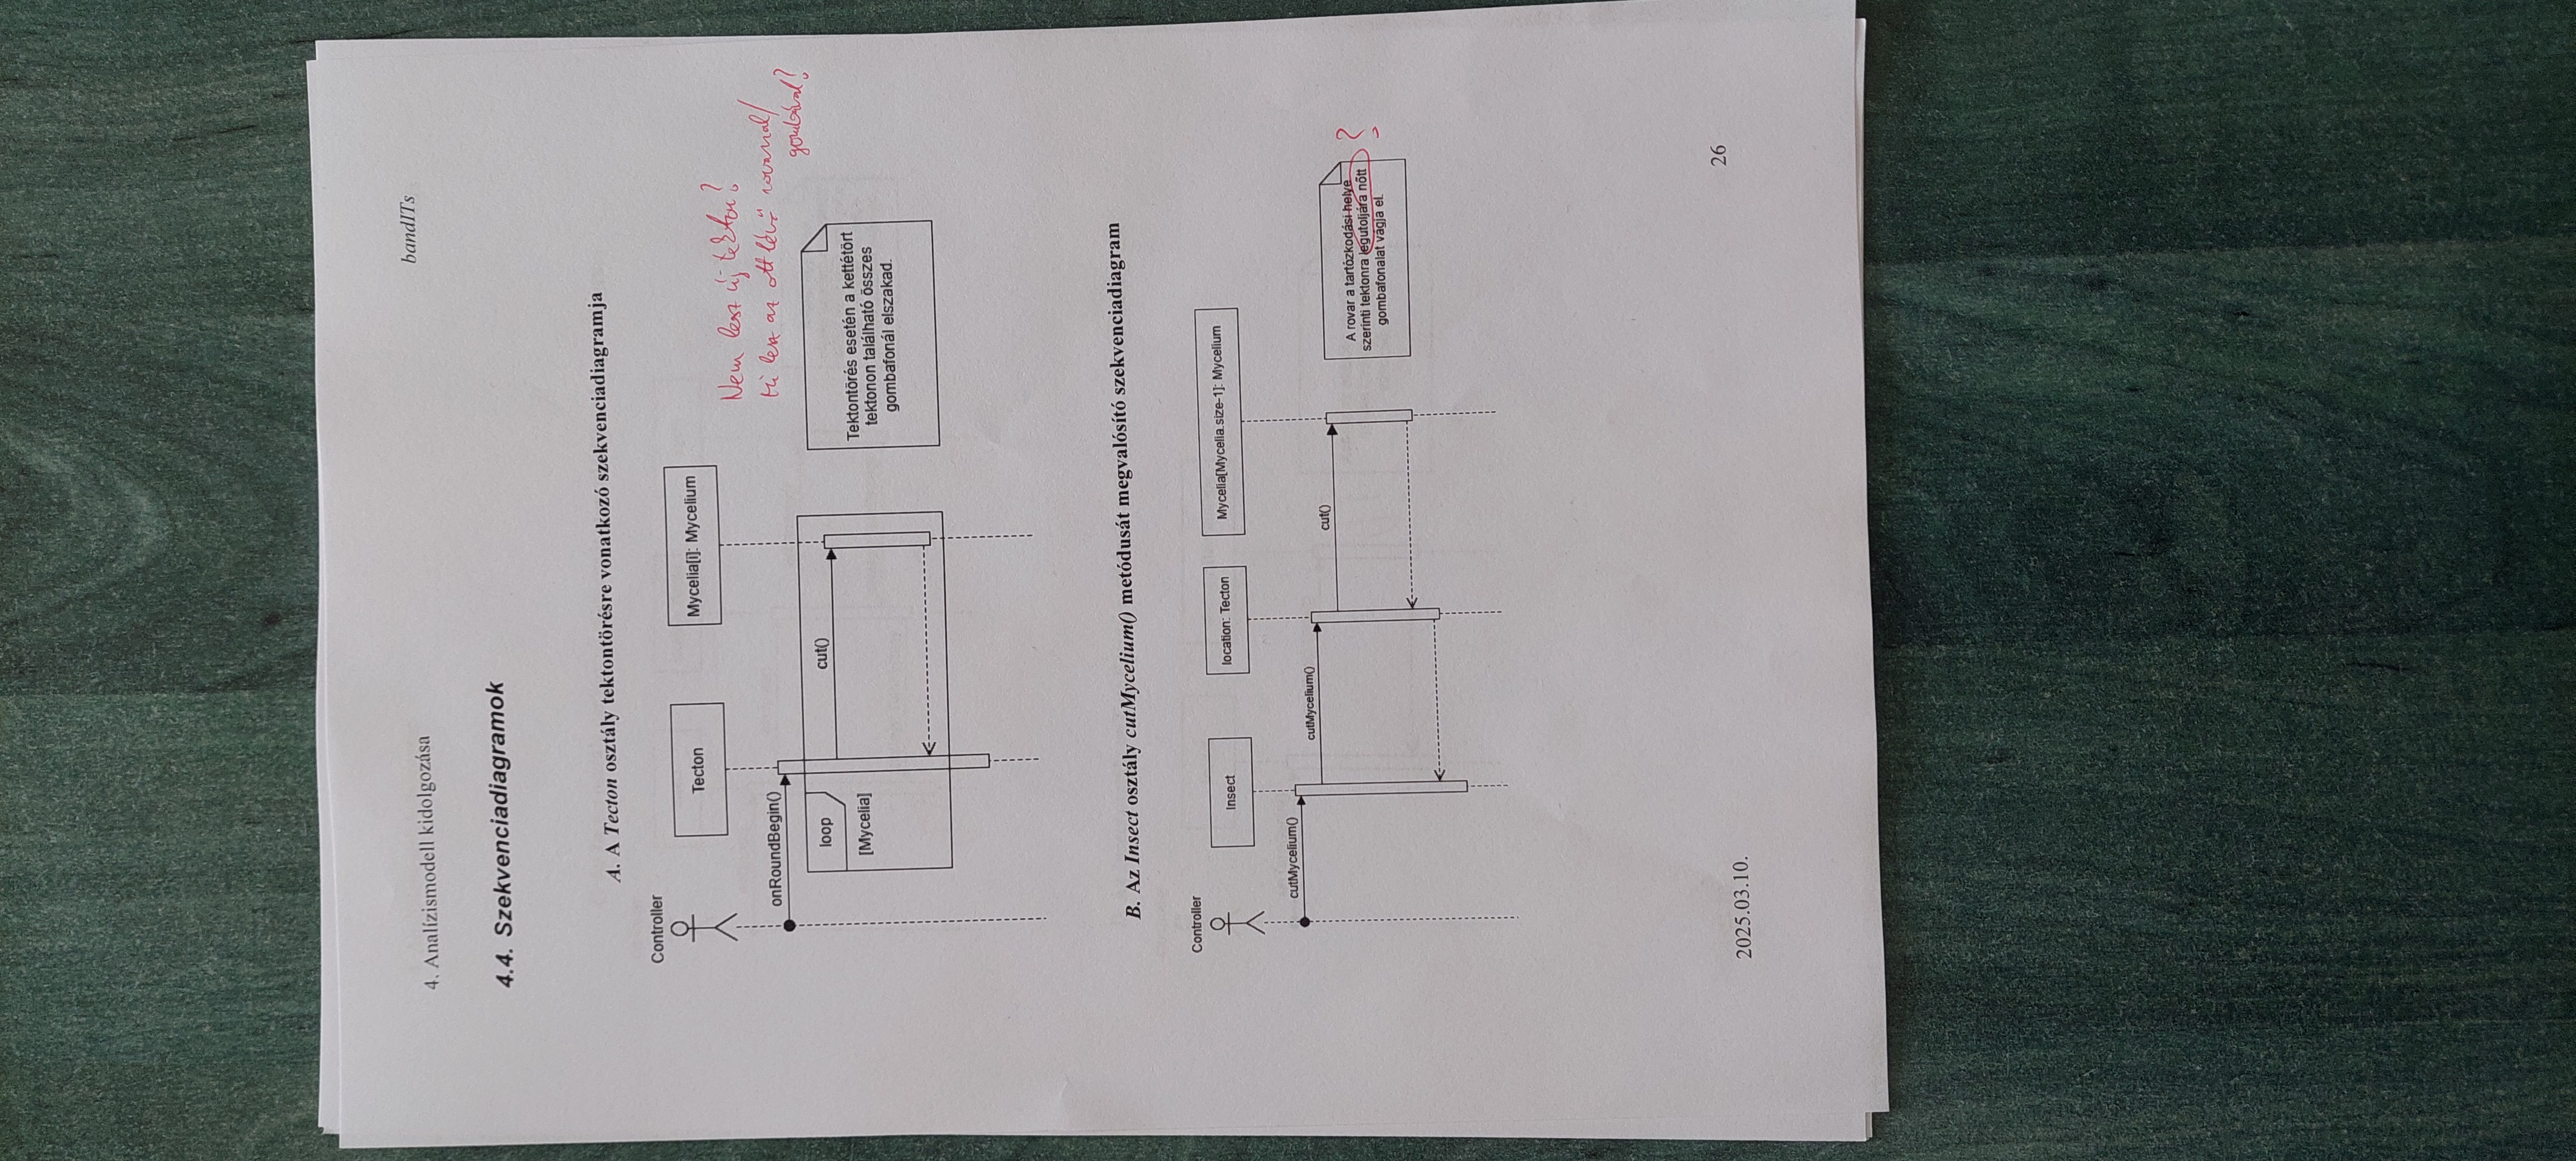 4. Analízismodell kidolgozása
bandITs
4.4. Szekvenciadiagramok
A. A Tecton osztály tektontörésre vonatkozó szekvenciadiagramja
Controller
Tecton
Mycelia[i]: Mycelium
Nem lesz új tekton?
Mi lesz az ott lévő rovarral/
gombával?
onRoundBegin()
loop
cut()
[Mycelia]
Tektontörés esetén a kettétört
tektonon található összes
gombafonál elszakad.
B. Az Insect osztály cutMycelium() metódusát megvalósító szekvenciadiagram
Controller
Insect
location: Tecton
Mycelia[Mycelia.size-1]: Mycelium
cutMycelium()
cutMycelium()
cut()
A rovar a tartózkodási helye
szerinti tektonra legutoljára nőtt
gombafonalat vágja el.
?
2025.03.10.
26